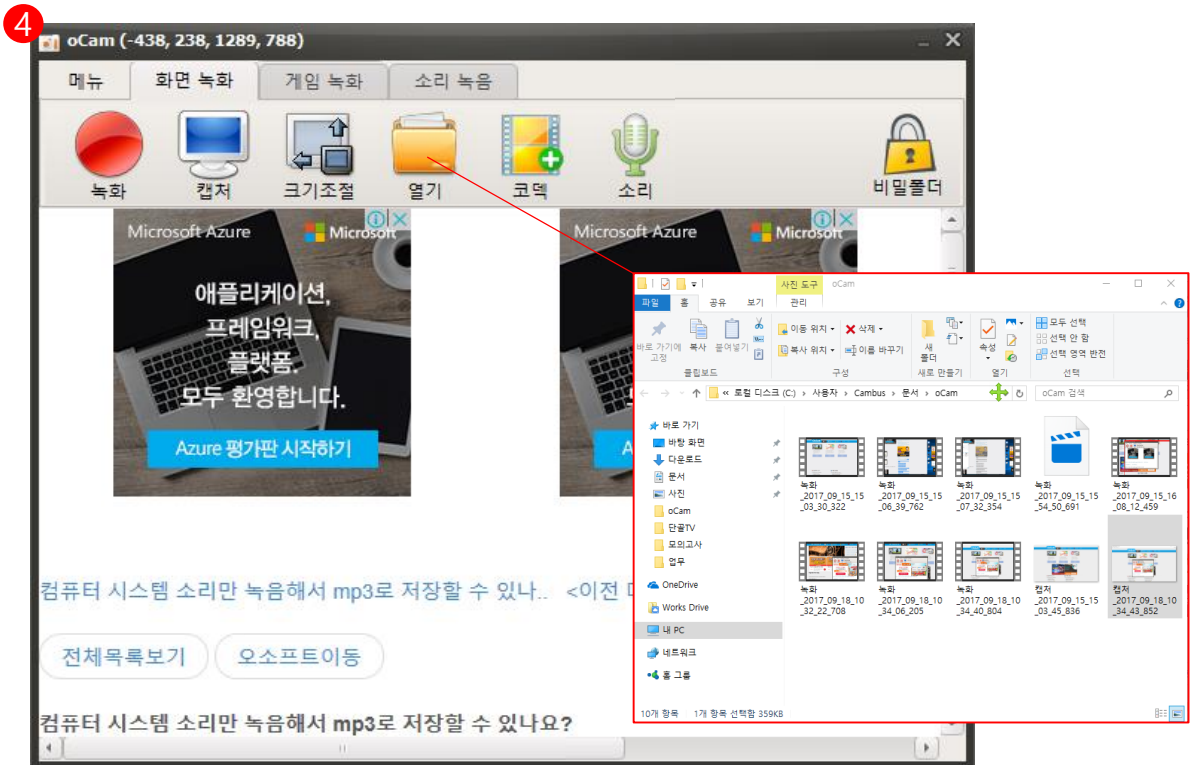 4
oCam (-438, 238, 1289, 788)
메뉴 화면 녹화 게임 녹화 소리 녹음
녹화 캡처 크기조절 열기 코덱 소리 비밀폴더
Microsoft Azure Microsoft
애플리케이션,
프레임워크,
플랫폼.
모두 환영합니다.
Azure 평가판 시작하기
Microsoft Azure Microsoft
A
컴퓨터 시스템 소리만 녹음해서 mp3로 저장할 수 있나.. <이전
전체목록보기 오소프트이동
컴퓨터 시스템 소리만 녹음해서 mp3로 저장할 수 있나요?
사진 도구 oCam
파일 홈 공유 보기 관리
바로 가기에
고정
복사 붙여넣기
이동 위치 삭제
복사 위치 이름 바꾸기
새
폴더
속성
모두 선택
선택 안 함
선택 영역 반전
클립보드 구성 새로 만들기 열기 선택
« 로컬 디스크 (C:) › 사용자 › Cambus › 문서 › oCam
oCam 검색
바로 가기
바탕 화면
다운로드
문서
사진
oCam
단꿀TV
모의고사
업무
OneDrive
Works Drive
내 PC
네트워크
홈 그룹
녹화
_2017_09_15_15
_03_30_322
녹화
_2017_09_15_15
_06_39_762
녹화
_2017_09_15_15
_07_32_354
녹화
_2017_09_15_15
_54_50_691
녹화
_2017_09_15_16
_08_12_459
녹화
_2017_09_18_10
_32_22_708
녹화
_2017_09_18_10
_34_06_205
녹화
_2017_09_18_10
_34_40_804
캡처
_2017_09_15_15
_03_45_836
캡처
_2017_09_18_10
_34_43_852
10개 항목 1개 항목 선택함 359KB